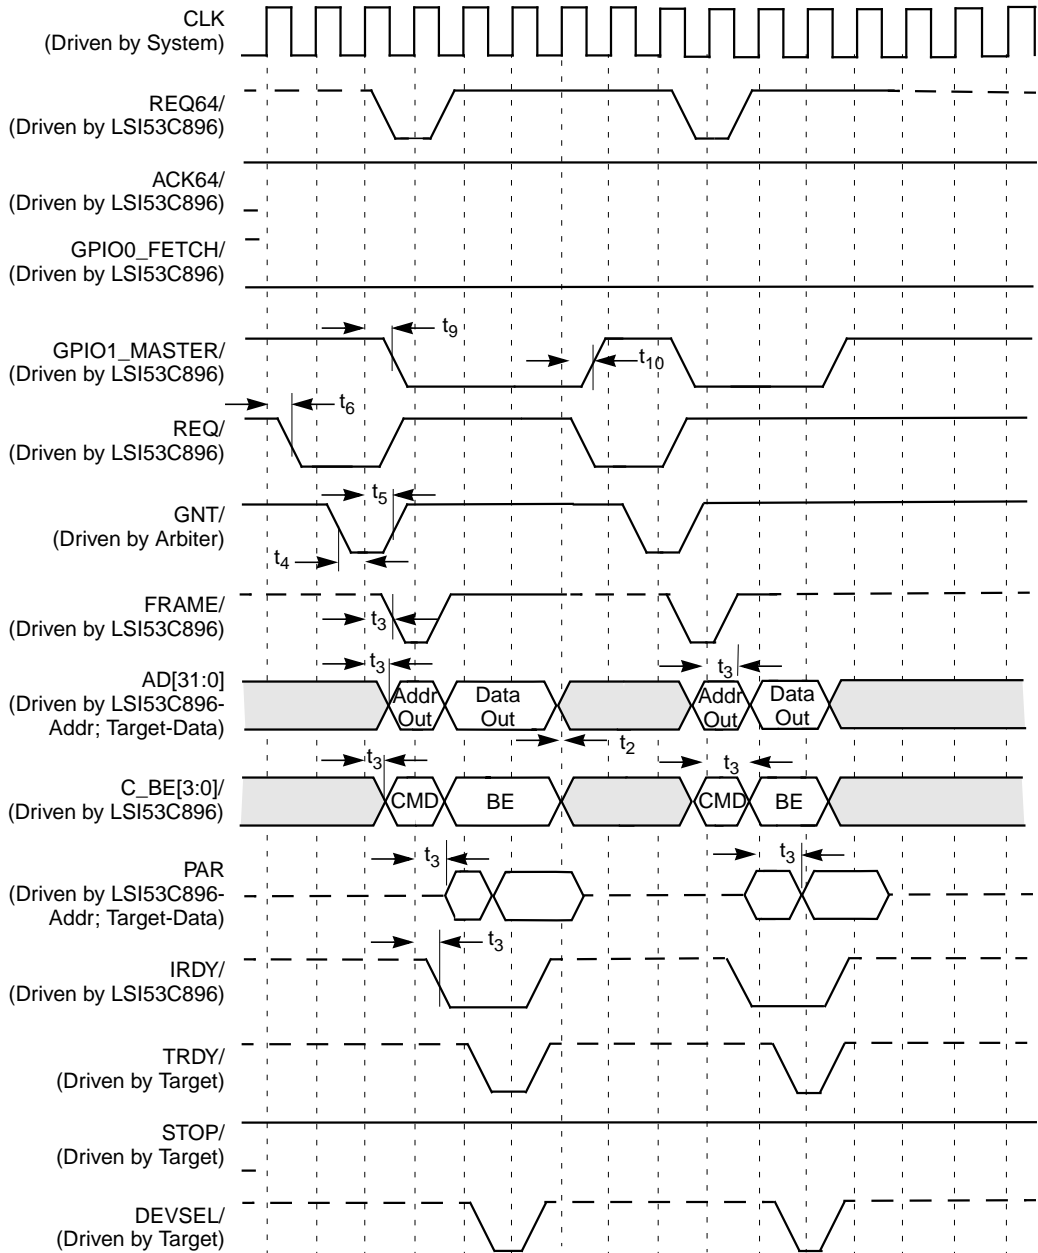 CLK
(Driven by System)
REQ64/
(Driven by LSI53C896)
ACK64/
(Driven by LSI53C896)
GPIO0_FETCH/
(Driven by LSI53C896)
t9
GPIO1_MASTER/
(Driven by LSI53C896)
t10
t6
REQ/
(Driven by LSI53C896)
t5
GNT/
(Driven by Arbiter)
t4
FRAME/
(Driven by LSI53C896)
t3
AD[31:0]
(Driven by LSI53C896-
Addr; Target-Data)
t3
t3
Addr
Out
Data
Out
Addr
Out
Data
Out
t2
C_BE[3:0]/
(Driven by LSI53C896)
t3
t3
CMD
BE
CMD
BE
PAR
(Driven by LSI53C896-
Addr; Target-Data)
t3
t3
t3
IRDY/
(Driven by LSI53C896)
TRDY/
(Driven by Target)
STOP/
(Driven by Target)
DEVSEL/
(Driven by Target)